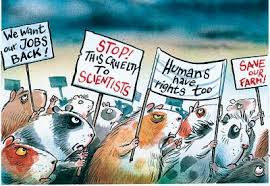 We want
our JOBS
BACK!
STOP!
THIS CRUELTY
TO
SCIENTISTS
Humans
have
rights too
SAVE
OUR
FARM!